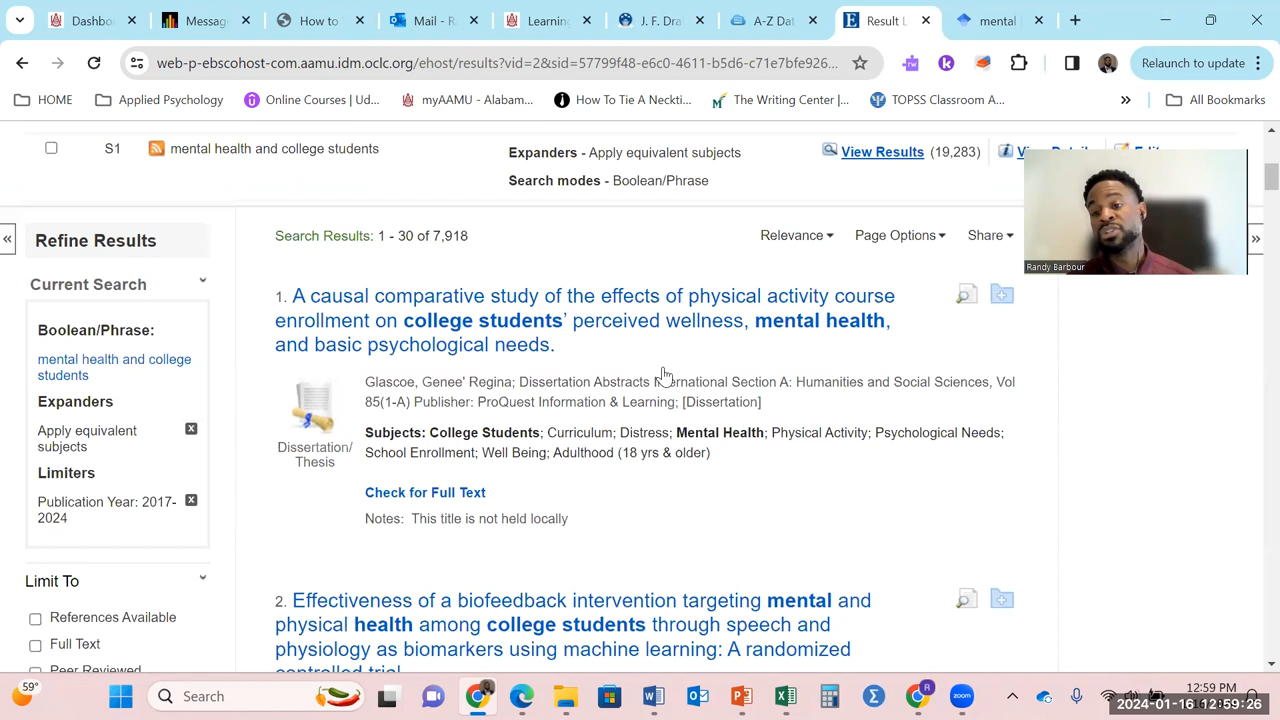 Dashbo
Message
How to
Mail - R
Learning
J. F. Dra
A-Z Dat
Result L
mental
web-p-ebscohost-com.aamu.idm.oclc.org/ehost/results?vid=2&sid=57799f48-e6c0-4611-b5d6-c71e7bfe926...
Relaunch to update
HOME
Applied Psychology
Online Courses | Ud...
myAAMU - Alabam...
How To Tie A Neckti...
The Writing Center |...
TOPSS Classroom A...
All Bookmarks
S1
mental health and college students
Expanders - Apply equivalent subjects
Search modes - Boolean/Phrase
View Results (19,283)
Randy Barbour
Refine Results
Current Search
Boolean/Phrase:
mental health and college
students
Expanders
Apply equivalent
subjects
Limiters
Publication Year: 2017-
2024
Limit To
References Available
Full Text
Peer Reviewed
Search Results: 1 - 30 of 7,918
Relevance
Page Options
Share
1. A causal comparative study of the effects of physical activity course
enrollment on college students' perceived wellness, mental health,
and basic psychological needs.
Dissertation/
Thesis
Glascoe, Genee' Regina; Dissertation Abstracts International Section A: Humanities and Social Sciences, Vol
85(1-A) Publisher: ProQuest Information & Learning; [Dissertation]
Subjects: College Students; Curriculum; Distress; Mental Health; Physical Activity; Psychological Needs;
School Enrollment; Well Being; Adulthood (18 yrs & older)
Check for Full Text
Notes: This title is not held locally
2. Effectiveness of a biofeedback intervention targeting mental and
physical health among college students through speech and
physiology as biomarkers using machine learning: A randomized
controlled trial
59°
Search
zoom
12:59 PM
2024-01-16 12:59:26